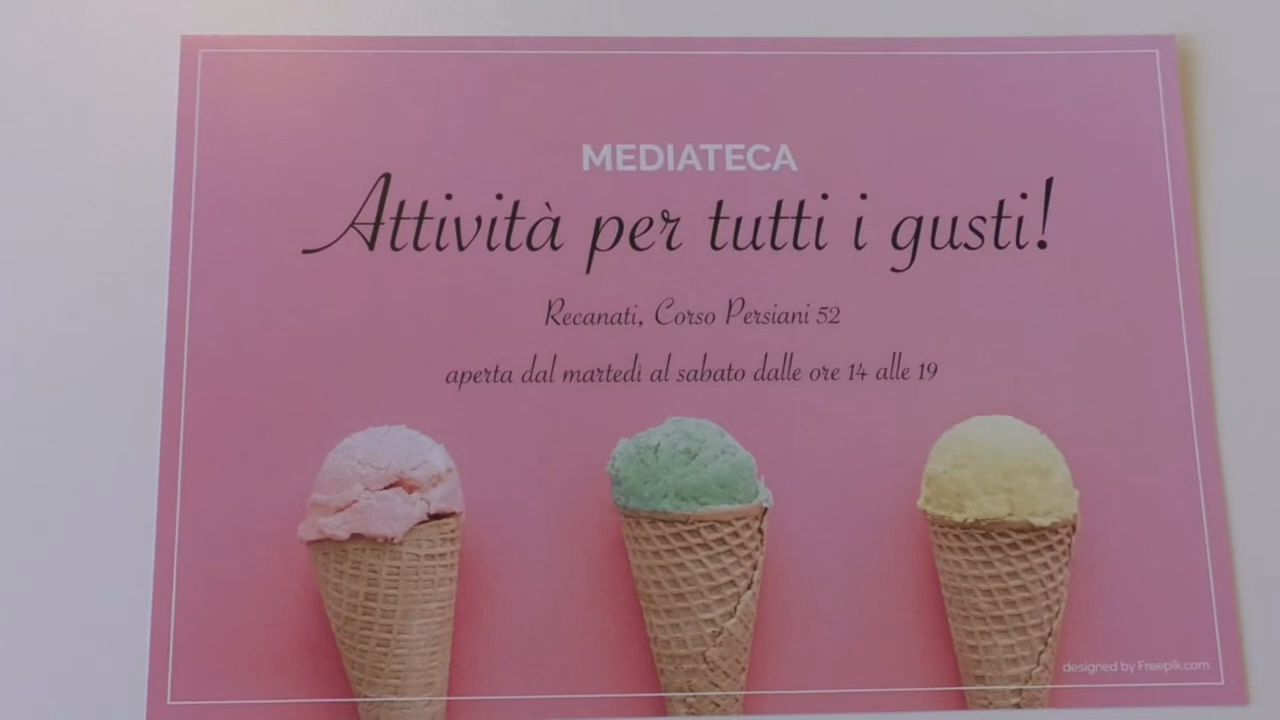 MEDIATECA
Attività per tutti i gusti!
Recanati, Corso Persiani 52
aperta dal martedì al sabato dalle ore 14 alle 19
designed by Freepik.com